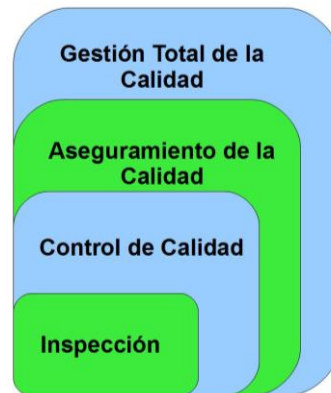 Gestión Total de la
Calidad
Aseguramiento de la
Calidad
Control de Calidad
Inspección